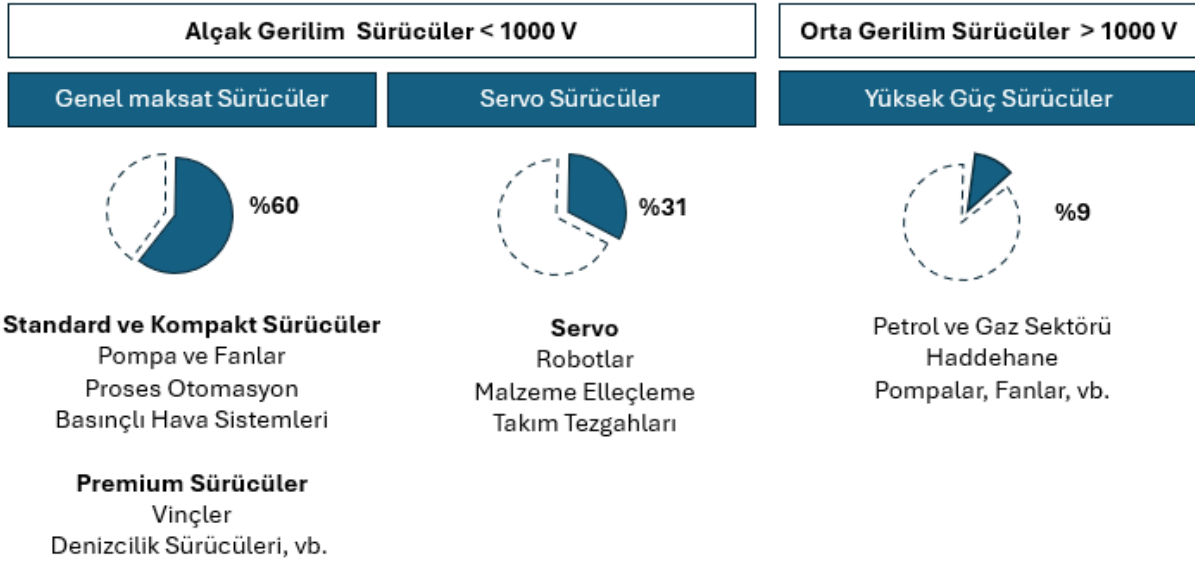 Alçak Gerilim Sürücüler < 1000 V
Orta Gerilim Sürücüler > 1000 V
Genel maksat Sürücüler
Servo Sürücüler
Yüksek Güç Sürücüler
%60
%31
%9
Standard ve Kompakt Sürücüler
Pompa ve Fanlar
Proses Otomasyon
Basınçlı Hava Sistemleri
Premium Sürücüler
Vinçler
Denizcilik Sürücüleri, vb.
Servo
Robotlar
Malzeme Elleçleme
Takım Tezgahları
Petrol ve Gaz Sektörü
Haddehane
Pompalar, Fanlar, vb.